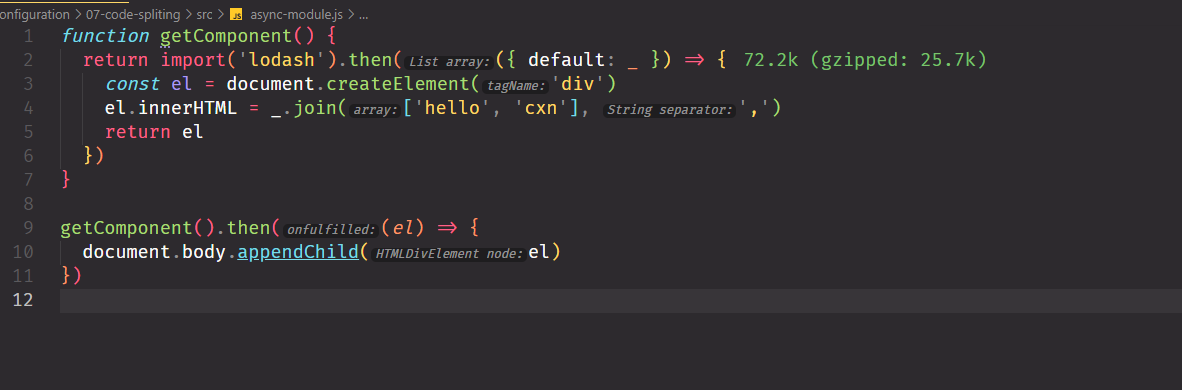 onfiguration > 07-code-spliting > src > JS async-module.js > ...
1 function getComponent() {
2 return import('lodash').then( List array: ({ default: _ }) => { 72.2k (gzipped: 25.7k)
3 const el = document.createElement( tagName: 'div')
4 el.innerHTML = _.join( array: ['hello', 'cxn'], String separator: ',')
5 return el
6 })
7 }
8
9 getComponent().then( onfulfilled: (el) => {
10 document.body.appendChild( HTMLDivElement node: el)
11 })
12